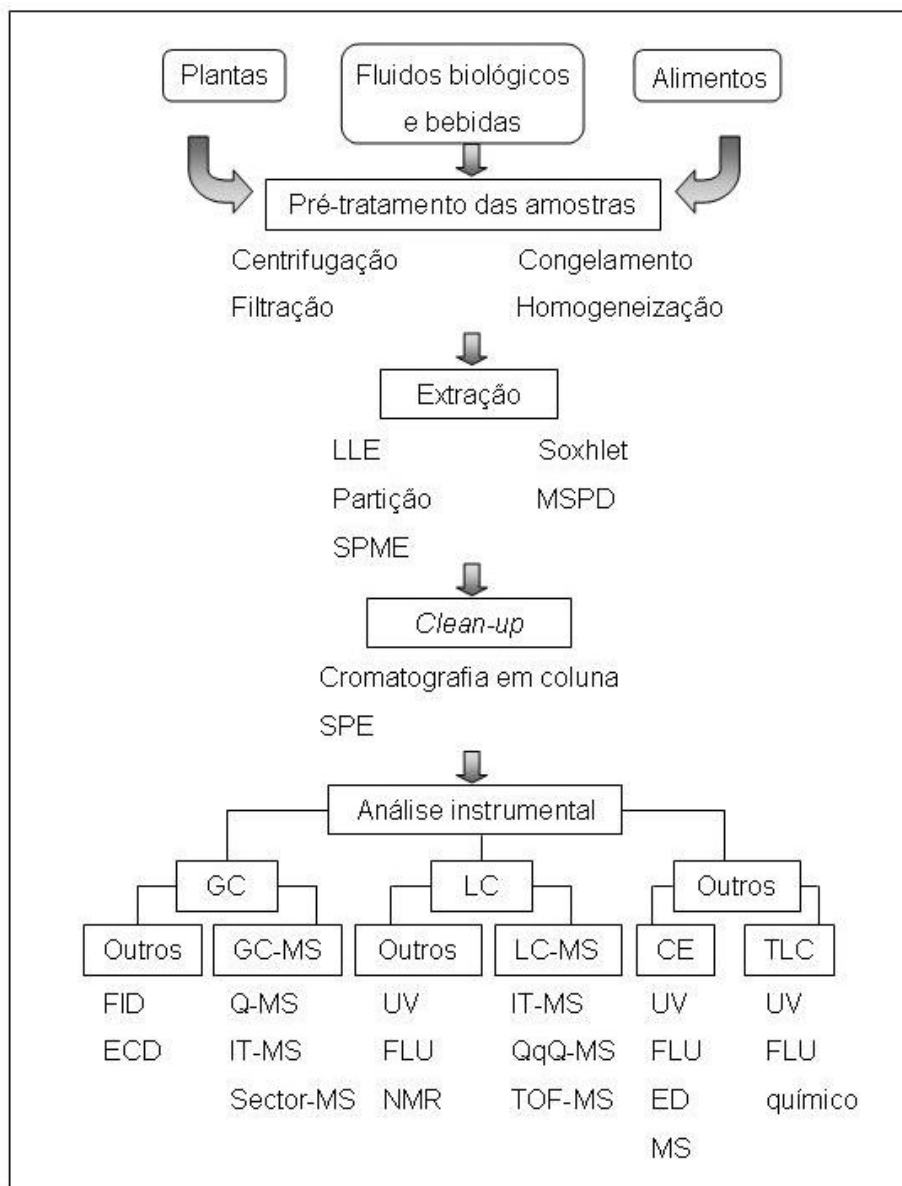 Plantas
Fluidos biológicos
e bebidas
Alimentos
Pré-tratamento das amostras
Centrifugação
Congelamento
Filtração
Homogeneização
Extração
LLE
Soxhlet
Partição
MSPD
SPME
Clean-up
Cromatografia em coluna
SPE
Análise instrumental
GC
LC
Outros
Outros
GC-MS
Outros
LC-MS
CE
TLC
FID
Q-MS
UV
IT-MS
UV
UV
ECD
IT-MS
FLU
QqQ-MS
FLU
FLU
Sector-MS
NMR
TOF-MS
ED
químico
MS